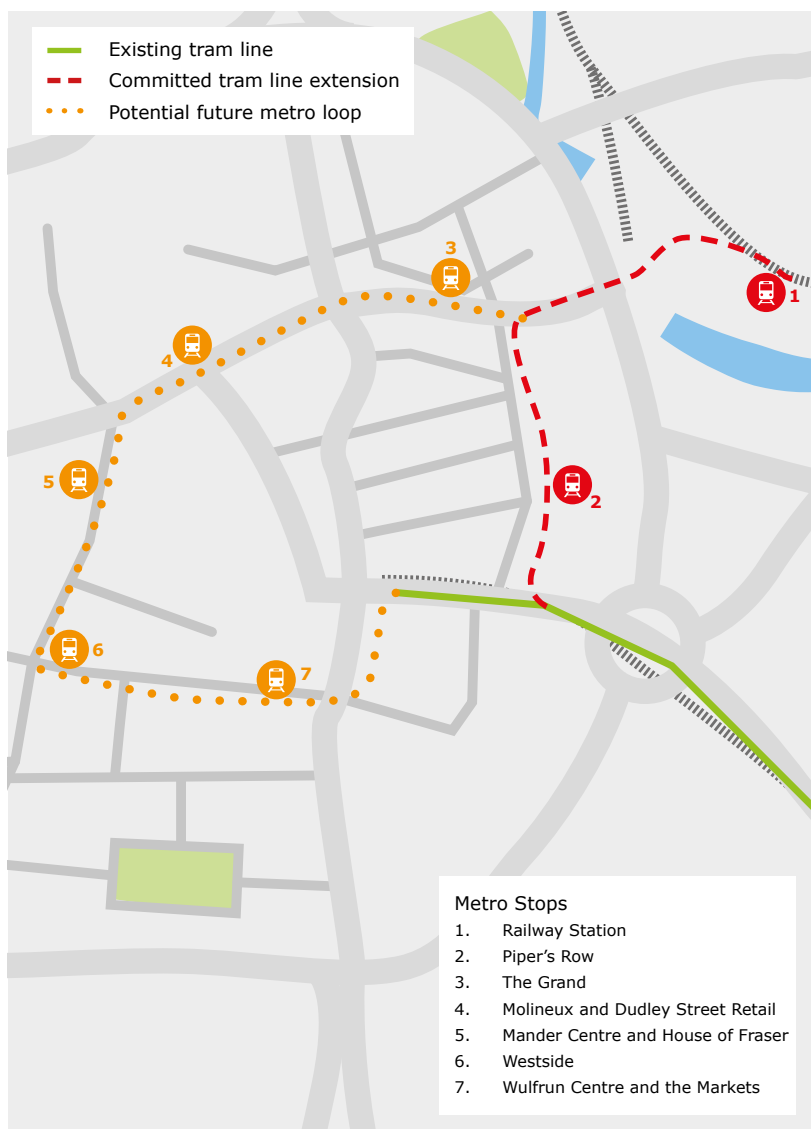 Existing tram line
Committed tram line extension
Potential future metro loop
3
1
4
5
2
6
7
Metro Stops
1. Railway Station
2. Piper’s Row
3. The Grand
4. Molineux and Dudley Street Retail
5. Mander Centre and House of Fraser
6. Westside
7. Wulfrun Centre and the Markets